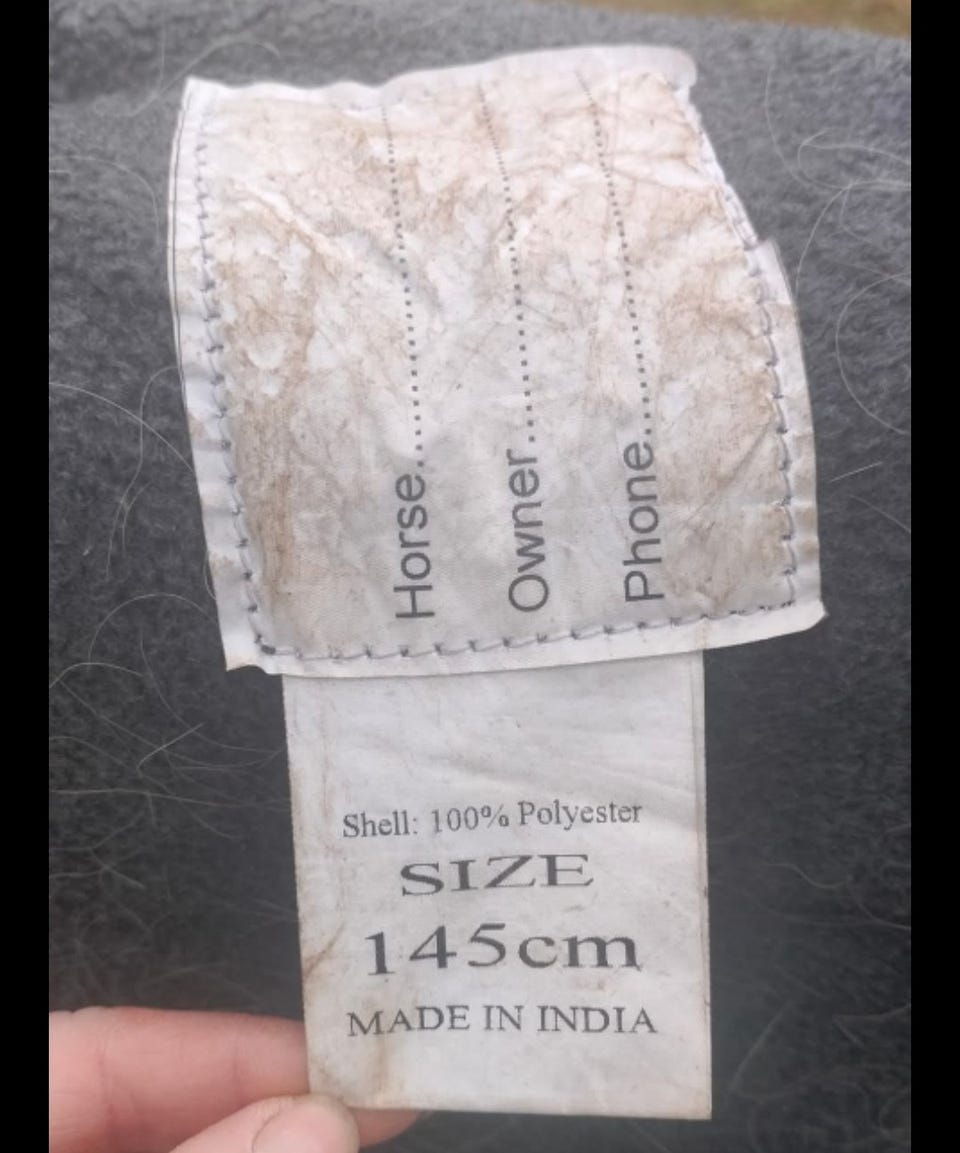 Horse....................
Owner....................
Phone....................
Shell: 100% Polyester
SIZE
145cm
MADE IN INDIA